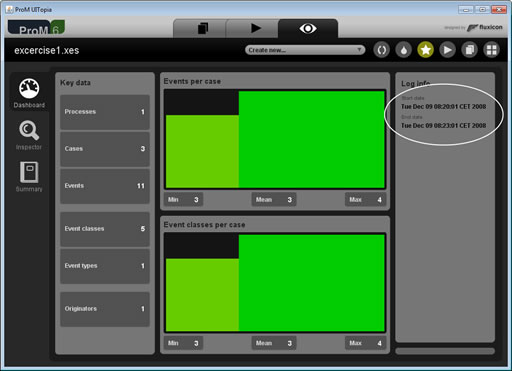 ProM UITopia
ProM 6
designed by fluxicon
excercise1.xes
Create new...
Dashboard
Inspector
Summary
Key data
Processes 1
Cases 3
Events 11
Event classes 5
Event types 1
Originators 1
Events per case
Min 3 Mean 3 Max 4
Event classes per case
Min 3 Mean 3 Max 4
Log info
Start date
Tue Dec 09 08:20:01 CET 2008
End date
Tue Dec 09 08:23:01 CET 2008